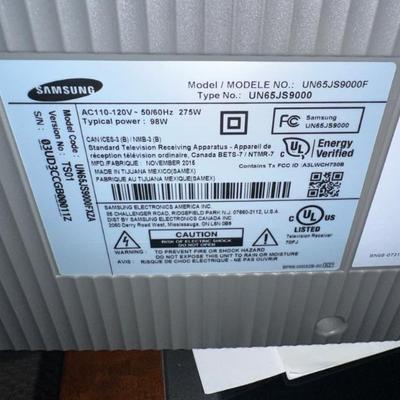 SAMSUNG
Model / MODELE NO.: UN65JS9000F
Type No.: UN65JS9000
AC110-120V~ 50/60Hz 275W
Typical power : 98W
CAN ICES-3 (B) / NMB-3 (B)
Standard Television Receiving Apparatus - Appareil de
réception télévision ordinaire, Canada BETS-7 / NTMR-7
MFD./FABRIQUÉ : NOVEMBER 2015
MADE IN TIJUANA MEXICO(SAMEX)
FABRIQUE AU TIJUANA MEXIQUE(SAMEX)
FC
Samsung
UN65JS9000
UL
Energy
Verified
Contains Tx FCC ID : A3LWCH730B
SAMSUNG ELECTRONICS AMERICA INC.
85 CHALLENGER ROAD, RIDGEFIELD PARK N.J. 07660-2112, U.S.A.
DIST. BY SAMSUNG ELECTRONICS CANADA INC
2050 Derry Road West, Mississauga, ON L5N 0B9
CAUTION
RISK OF ELECTRIC SHOCK
DO NOT OPEN
TO PREVENT FIRE OR SHOCK HAZARD
DO NOT EXPOSE TO RAIN OR MOISTURE
AVIS : RISQUE DE CHOC ELECTRIQUE - NE PAS OUVRIR
C UL US
LISTED
Television Receiver
Model Code : UN65JS9000FXZA
TS01
S/N: